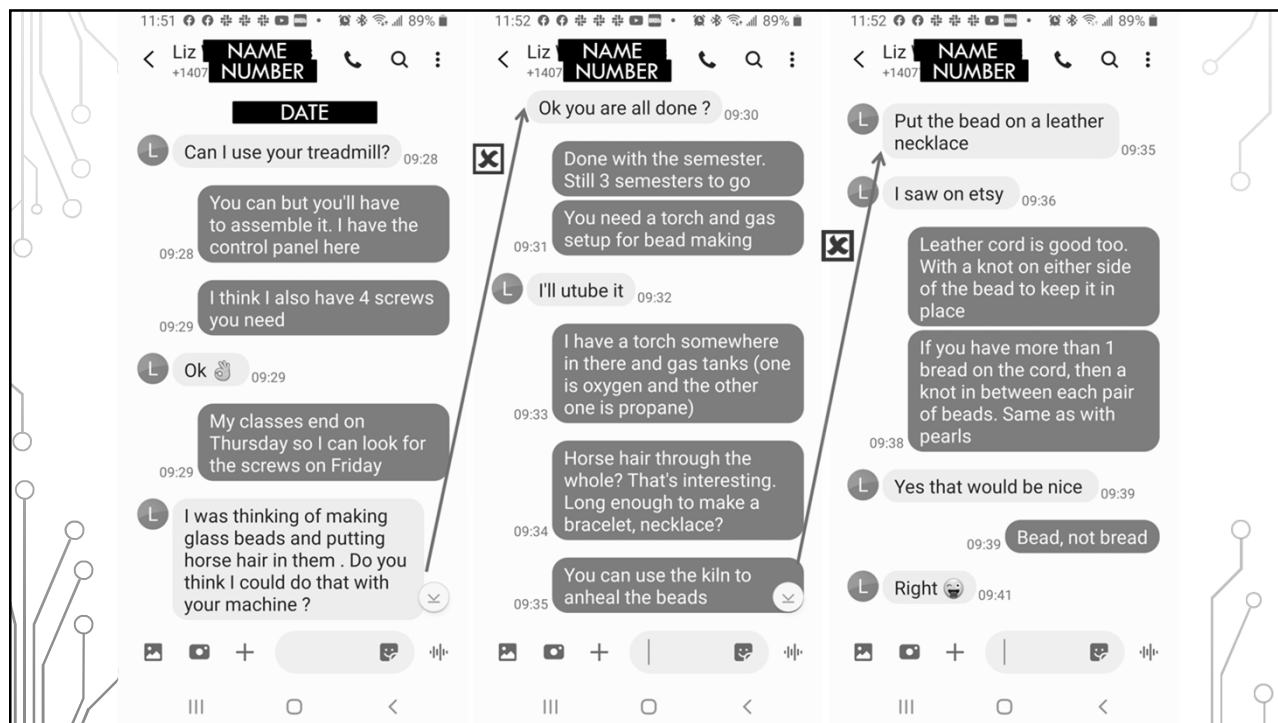 11:51
89%
Liz
NAME
NUMBER
+1407
DATE
Can I use your treadmill?
09:28
You can but you'll have
to assemble it. I have the
control panel here
09:28
I think I also have 4 screws
you need
09:29
Ok 👌
09:29
My classes end on
Thursday so I can look for
the screws on Friday
09:29
I was thinking of making
glass beads and putting
horse hair in them . Do you
think I could do that with
your machine ?
11:52
89%
Liz
NAME
NUMBER
+1407
Ok you are all done ?
09:30
Done with the semester.
Still 3 semesters to go
You need a torch and gas
setup for bead making
09:31
L
I'll utube it
09:32
I have a torch somewhere
in there and gas tanks (one
is oxygen and the other
one is propane)
09:33
Horse hair through the
whole? That's interesting.
Long enough to make a
bracelet, necklace?
09:34
You can use the kiln to
anheal the beads
09:35
11:52
89%
Liz
NAME
NUMBER
+1407
L
Put the bead on a leather
necklace
09:35
L
I saw on etsy
09:36
Leather cord is good too.
With a knot on either side
of the bead to keep it in
place
If you have more than 1
bread on the cord, then a
knot in between each pair
of beads. Same as with
pearls
09:38
L
Yes that would be nice
09:39
Bead, not bread
09:39
L
Right 🤪
09:41